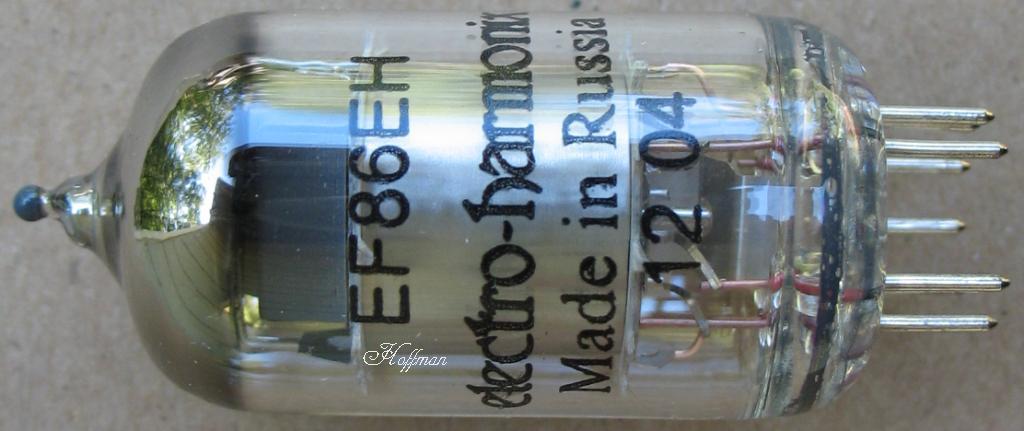 EF86EH
electro-harmonix
Made in Russia
12 04
Hoffman